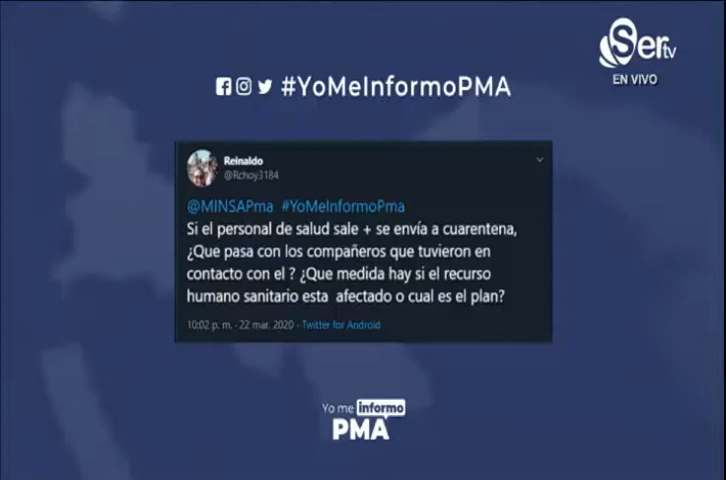 Ser tv
EN VIVO
#YoMeInformoPMA
Reinaldo
@Rchoy3184
@MINSAPma #YoMeInformoPma
Si el personal de salud sale + se envía a cuarentena,
¿Que pasa con los compañeros que tuvieron en
contacto con el ? ¿Que medida hay si el recurso
humano sanitario esta afectado o cual es el plan?
10:02 p. m. · 22 mar. 2020 · Twitter for Android
Yo me informo
PMA